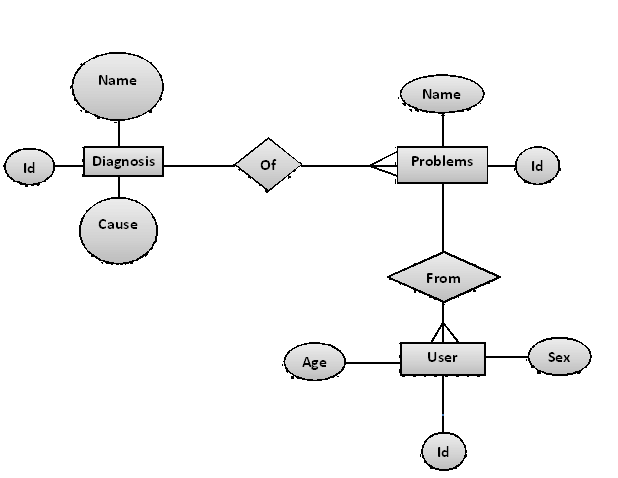 Name
Name
Id
Diagnosis
Of
Problems
Id
Cause
From
Age
User
Sex
Id